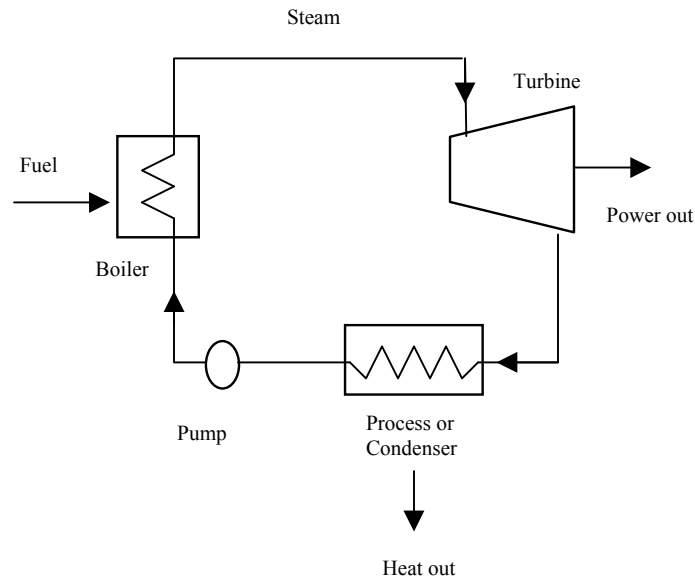 Steam
Turbine
Fuel
Power out
Boiler
Process or
Condenser
Pump
Heat out